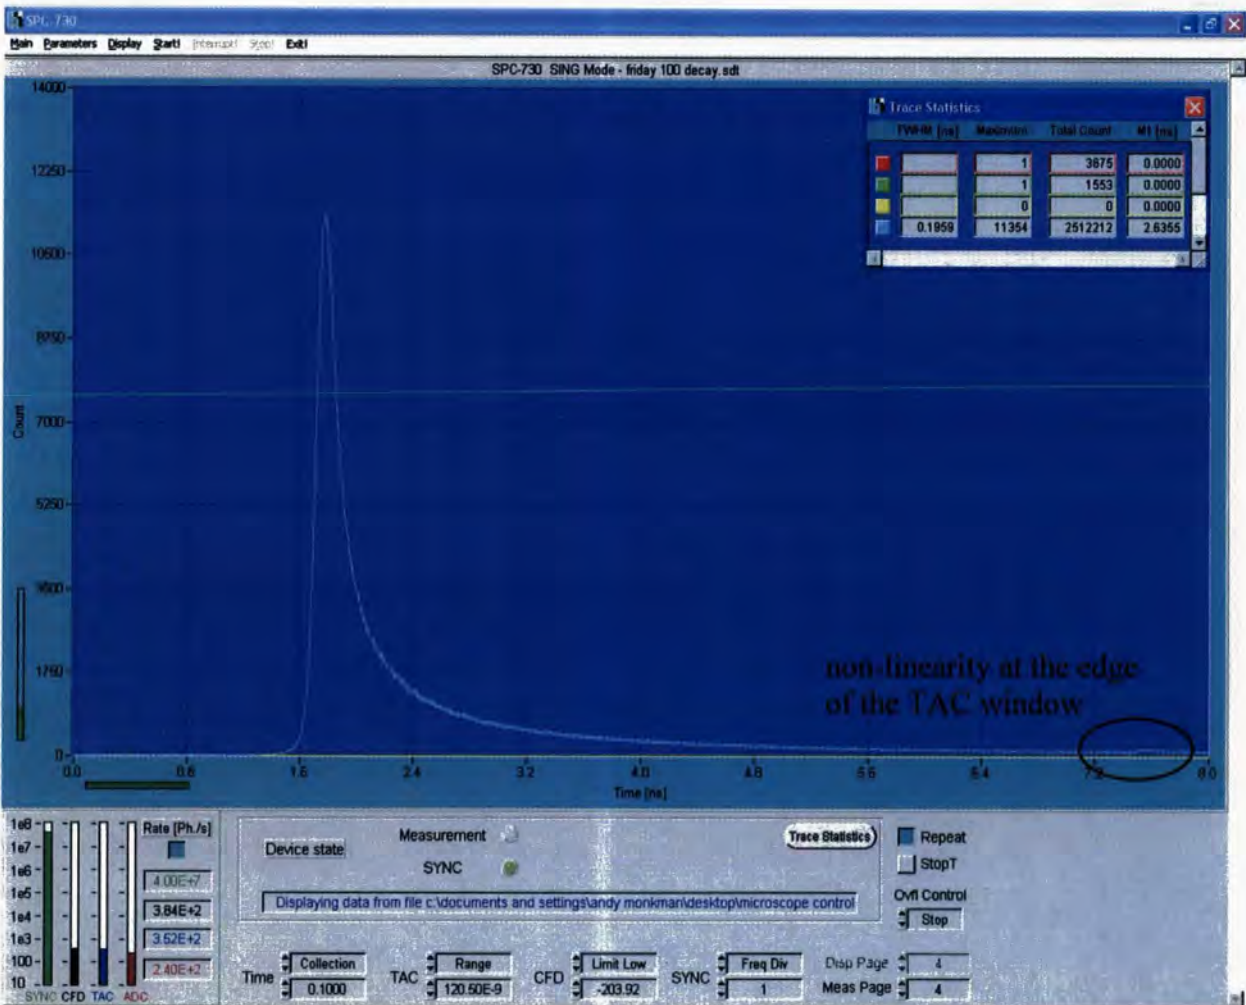 SPC-730
Main Parameters Display Start! Interrupt! Stop! Exit!
SPC-730 SING Mode - friday 100 decay.sdt
Trace Statistics
FWHM [ns] Maximum Total Count M1 [ns]
1 3675 0.0000
1 1553 0.0000
0 0 0.0000
0.1959 11354 2512212 2.6355
14000
12250
10500
8750
7000
5250
3500
1750
0
Count
non-linearity at the edge
of the TAC window
0.0 0.8 1.6 2.4 3.2 4.0 4.8 5.6 6.4 7.2 8.0
Time [ns]
1e8
1e7
1e6
1e5
1e4
1e3
100
10
SYNC CFD TAC ADC
Rate [Ph./s]
4.00E+7
3.84E+2
3.52E+2
2.40E+2
Device state
Measurement
SYNC
Trace Statistics
Displaying data from file c:\documents and settings\andy monkman\desktop\microscope control
Repeat
StopT
Ovfl Control
Stop
Time Collection 0.1000
TAC Range 120.50E-9
CFD Limit Low -203.92
SYNC Freq Div 1
Disp Page 4
Meas Page 4